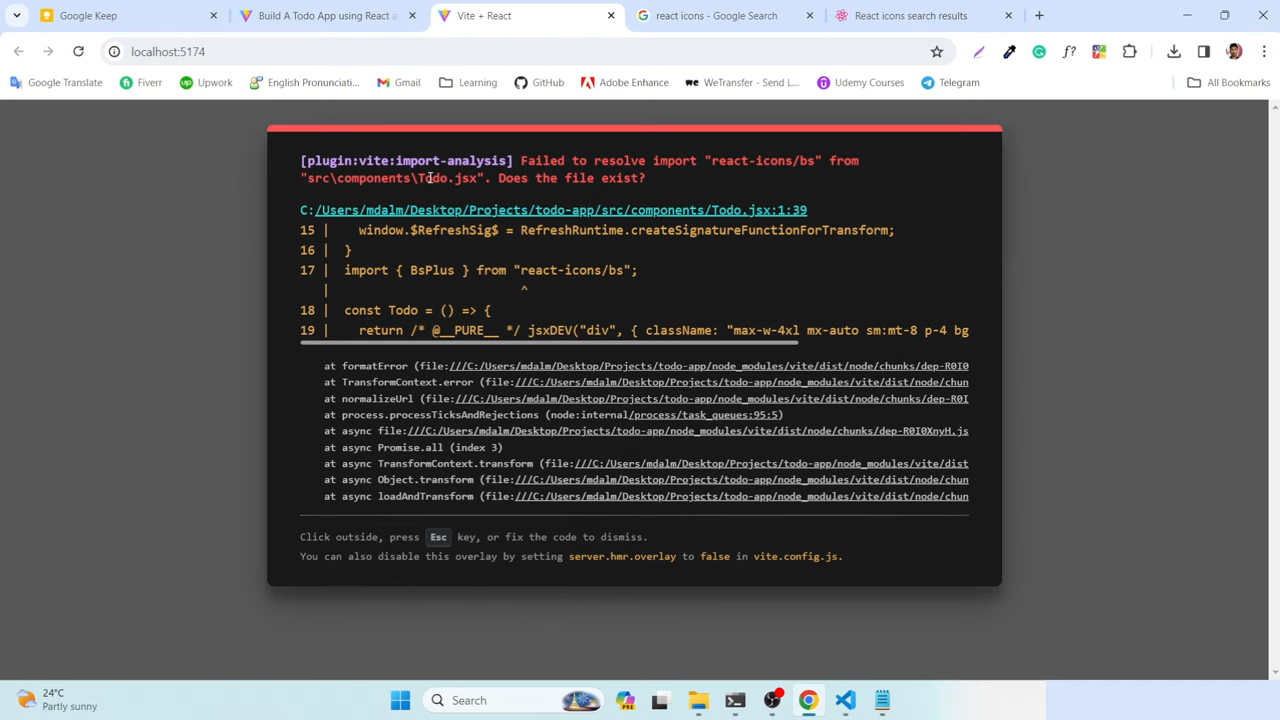 Google Keep
Build A Todo App using React a
Vite + React
react icons - Google Search
React icons search results
localhost:5174
f?
Google Translate
Fiverr
Upwork
English Pronunciati...
Gmail
Learning
GitHub
Adobe Enhance
WeTransfer - Send L...
Udemy Courses
Telegram
All Bookmarks
[plugin:vite:import-analysis] Failed to resolve import "react-icons/bs" from
"src\components\Todo.jsx". Does the file exist?
C:/Users/mdalm/Desktop/Projects/todo-app/src/components/Todo.jsx:1:39
15 | window.$RefreshSig$ = RefreshRuntime.createSignatureFunctionForTransform;
16 | }
17 | import { BsPlus } from "react-icons/bs";
| ^
18 | const Todo = () => {
19 | return /* @__PURE__ */ jsxDEV("div", { className: "max-w-4xl mx-auto sm:mt-8 p-4 bg
at formatError (file:///C:/Users/mdalm/Desktop/Projects/todo-app/node_modules/vite/dist/node/chunks/dep-R0I0
at TransformContext.error (file:///C:/Users/mdalm/Desktop/Projects/todo-app/node_modules/vite/dist/node/chun
at normalizeUrl (file:///C:/Users/mdalm/Desktop/Projects/todo-app/node_modules/vite/dist/node/chunks/dep-R0I
at process.processTicksAndRejections (node:internal/process/task_queues:95:5)
at async file:///C:/Users/mdalm/Desktop/Projects/todo-app/node_modules/vite/dist/node/chunks/dep-R0I0XnyH.js
at async Promise.all (index 3)
at async TransformContext.transform (file:///C:/Users/mdalm/Desktop/Projects/todo-app/node_modules/vite/dist
at async Object.transform (file:///C:/Users/mdalm/Desktop/Projects/todo-app/node_modules/vite/dist/node/chun
at async loadAndTransform (file:///C:/Users/mdalm/Desktop/Projects/todo-app/node_modules/vite/dist/node/chun
Click outside, press Esc key, or fix the code to dismiss.
You can also disable this overlay by setting server.hmr.overlay to false in vite.config.js.
24°C
Partly sunny
Search
PRE